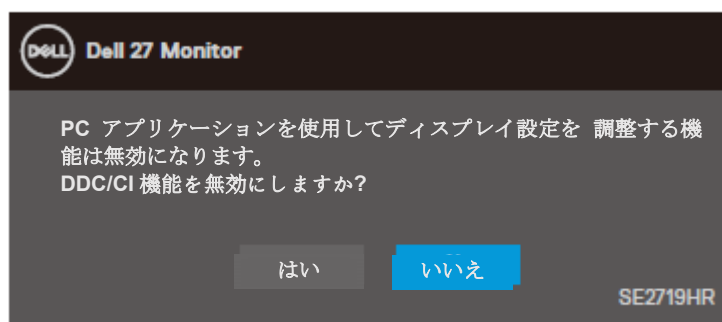 DELL Dell 27 Monitor
PC アプリケーションを使用してディスプレイ設定を 調整する機
能は無効になります。
DDC/CI 機能を無効にしますか?
はい いいえ
SE2719HR